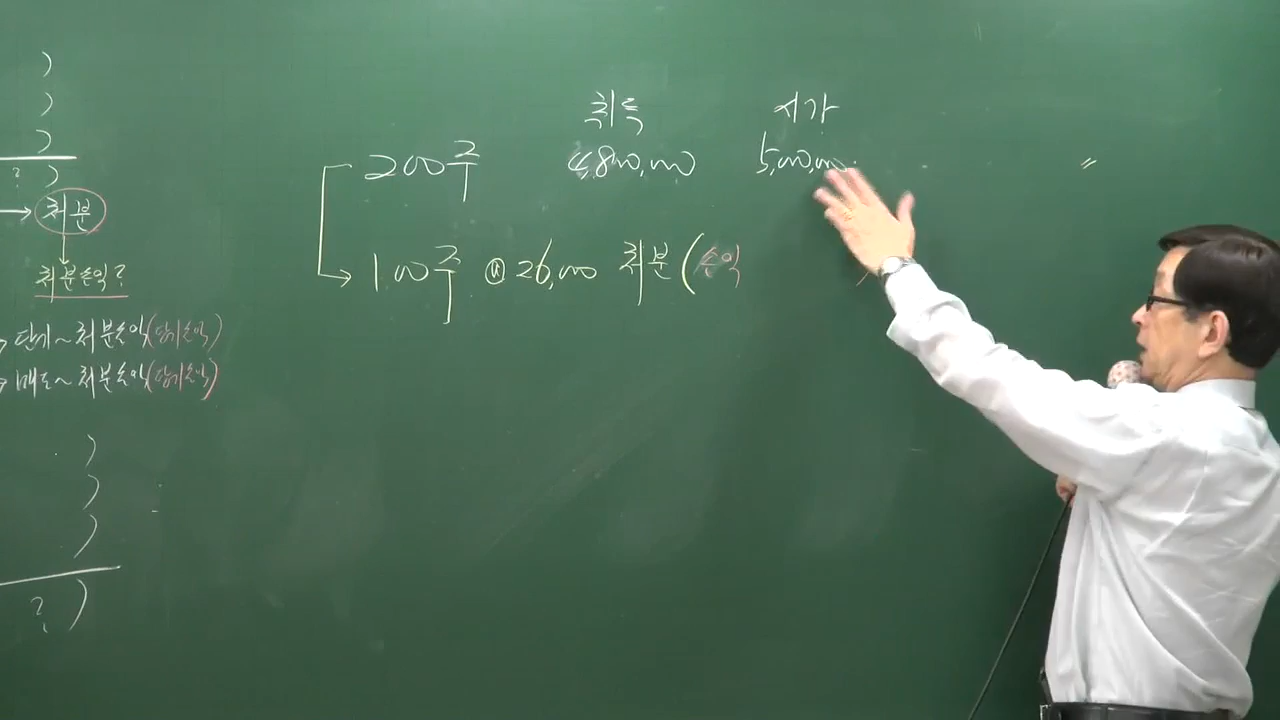 )
)
)
? )
처분
처분손익?
→ 단매~처분손익(당기손익)
→ 매도~처분손익(당기손익)
)
)
)
? )
취득 시가
200주 4,800,000 5,000,000 〃
100주 @ 26,000 처분 (손익